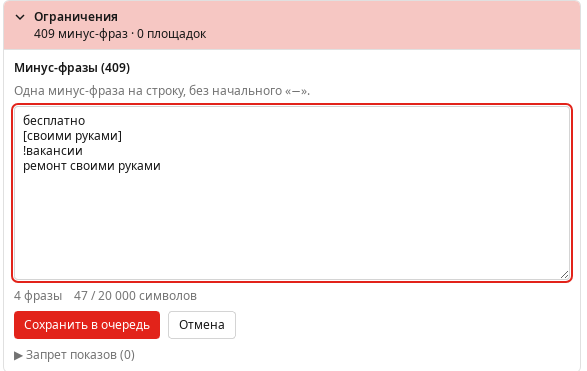 Ограничения
409 минус-фраз · 0 площадок
Минус-фразы (409)
Одна минус-фраза на строку, без начального «−».
бесплатно
[своими руками]
!вакансии
ремонт своими руками
4 фразы 47 / 20 000 символов
Сохранить в очередь Отмена
▶ Запрет показов (0)